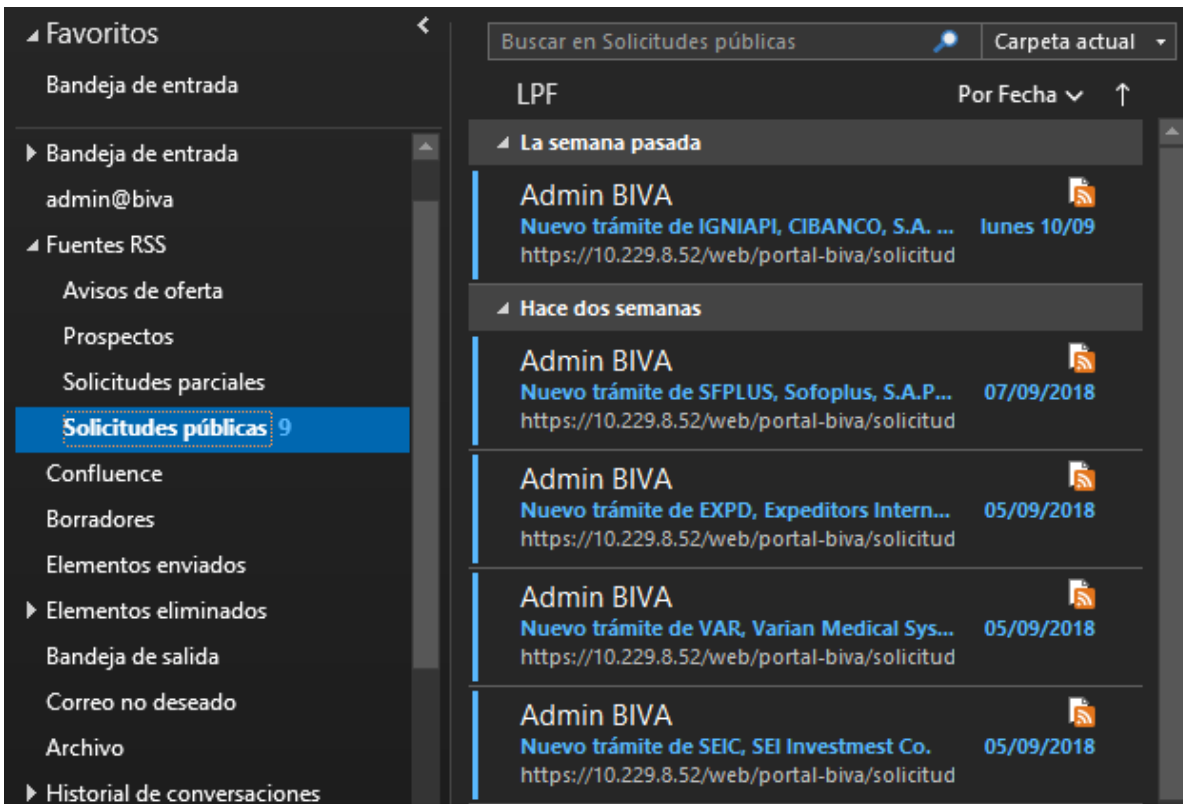 Favoritos
Bandeja de entrada
Bandeja de entrada
admin@biva
Fuentes RSS
Avisos de oferta
Prospectos
Solicitudes parciales
Solicitudes públicas 9
Confluence
Borradores
Elementos enviados
Elementos eliminados
Bandeja de salida
Correo no deseado
Archivo
Historial de conversaciones
Buscar en Solicitudes públicas Carpeta actual
LPF Por Fecha
La semana pasada
Admin BIVA
Nuevo trámite de IGNIAPI, CIBANCO, S.A. ... lunes 10/09
https://10.229.8.52/web/portal-biva/solicitud
Hace dos semanas
Admin BIVA
Nuevo trámite de SFPLUS, Sofoplus, S.A.P... 07/09/2018
https://10.229.8.52/web/portal-biva/solicitud
Admin BIVA
Nuevo trámite de EXPD, Expeditors Intern... 05/09/2018
https://10.229.8.52/web/portal-biva/solicitud
Admin BIVA
Nuevo trámite de VAR, Varian Medical Sys... 05/09/2018
https://10.229.8.52/web/portal-biva/solicitud
Admin BIVA
Nuevo trámite de SEIC, SEI Investmest Co. 05/09/2018
https://10.229.8.52/web/portal-biva/solicitud